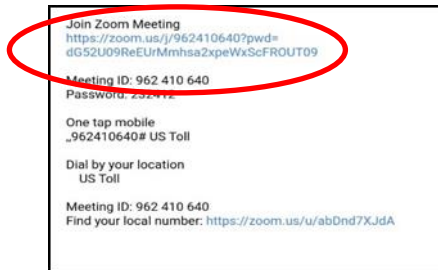 Join Zoom Meeting
https://zoom.us/j/962410640?pwd=
dG52U09ReEUrMmhsa2xpeWxScFROUT09
Meeting ID: 962 410 640
Password: 232412
One tap mobile
,,962410640# US Toll
Dial by your location
US Toll
Meeting ID: 962 410 640
Find your local number: https://zoom.us/u/abDnd7XJdA